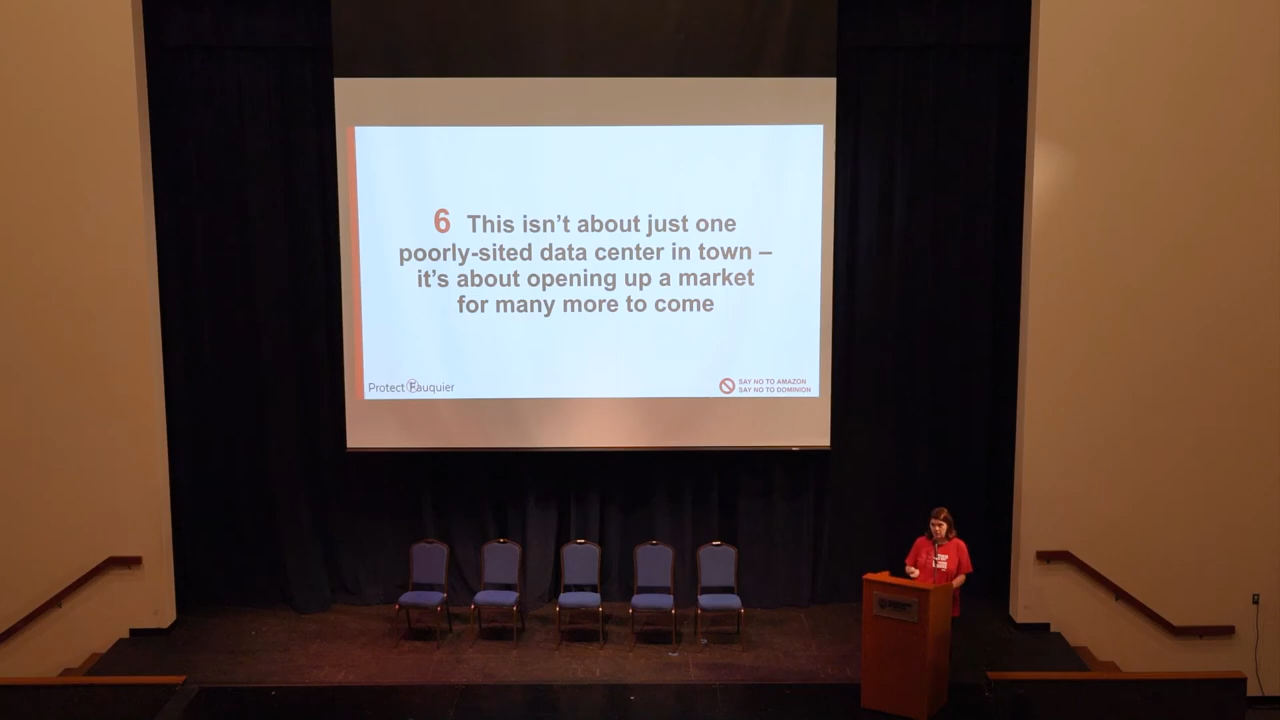 6 This isn't about just one
poorly-sited data center in town –
it's about opening up a market
for many more to come
Protect Fauquier
SAY NO TO AMAZON
SAY NO TO DOMINION